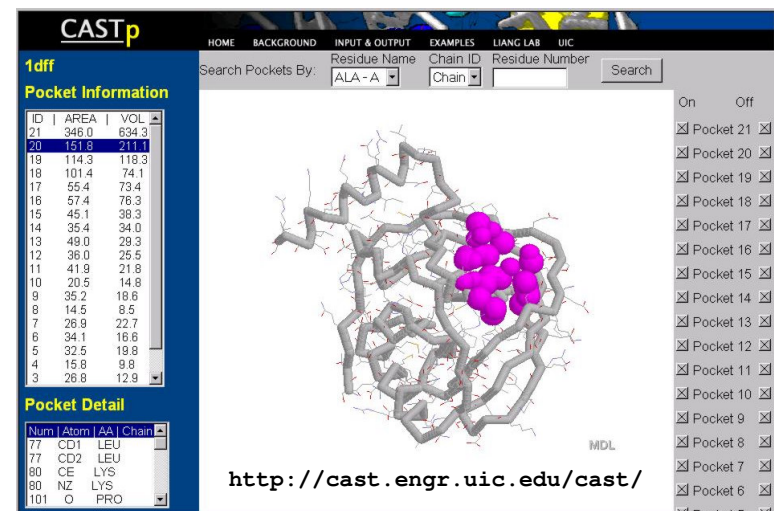 CASTp
HOME BACKGROUND INPUT & OUTPUT EXAMPLES LIANG LAB UIC
1dff
Search Pockets By: Residue Name Chain ID Residue Number
ALA - A Chain Search
Pocket Information
ID | AREA | VOL
21 346.0 634.3
20 151.8 211.1
19 114.3 118.3
18 101.4 74.1
17 55.4 73.4
16 57.4 76.3
15 45.1 38.3
14 35.4 34.0
13 49.0 29.3
12 36.0 25.5
11 41.9 21.8
10 20.5 14.8
9 35.2 18.6
8 14.5 8.5
7 26.9 22.7
6 34.1 16.6
5 32.5 19.8
4 15.8 9.8
3 26.8 12.9
Pocket Detail
Num | Atom | AA | Chain
77 CD1 LEU
77 CD2 LEU
80 CE LYS
80 NZ LYS
101 O PRO
MDL
http://cast.engr.uic.edu/cast/
On Off
Pocket 21
Pocket 20
Pocket 19
Pocket 18
Pocket 17
Pocket 16
Pocket 15
Pocket 14
Pocket 13
Pocket 12
Pocket 11
Pocket 10
Pocket 9
Pocket 8
Pocket 7
Pocket 6